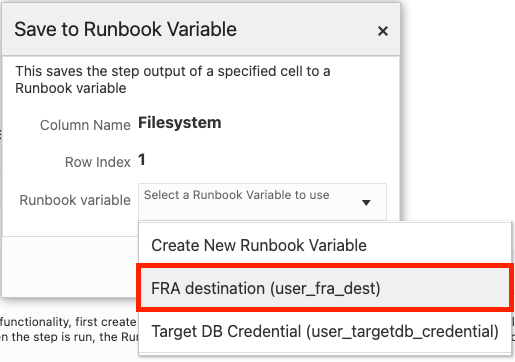 Save to Runbook Variable ×
This saves the step output of a specified cell to a
Runbook variable
Column Name Filesystem
Row Index 1
Runbook variable Select a Runbook Variable to use
Create New Runbook Variable
FRA destination (user_fra_dest)
Target DB Credential (user_targetdb_credential)
functionality, first create
n the step is run, the Run